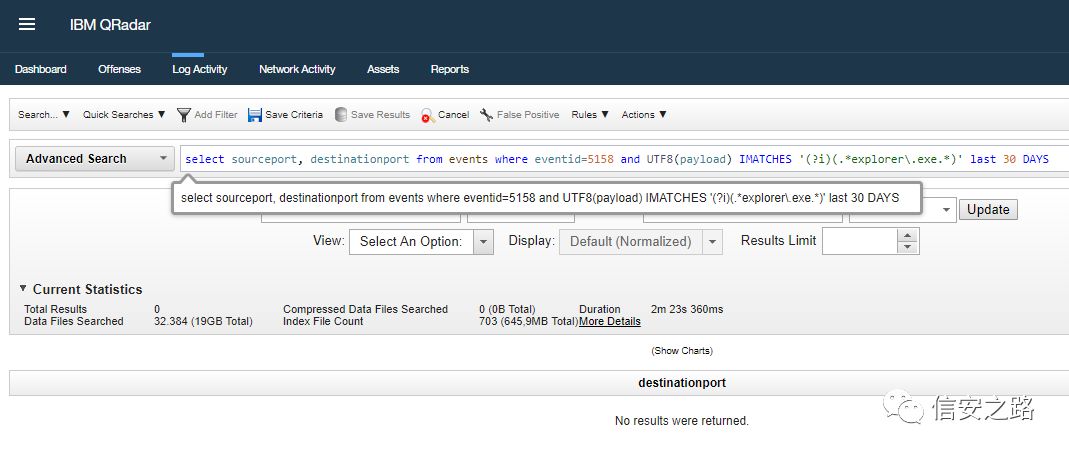 IBM QRadar
Dashboard Offenses Log Activity Network Activity Assets Reports
Search... ▼ Quick Searches ▼ Add Filter Save Criteria Save Results Cancel False Positive Rules ▼ Actions ▼
Advanced Search select sourceport, destinationport from events where eventid=5158 and UTF8(payload) IMATCHES '(?i)(.*explorer\.exe.*)' last 30 DAYS
select sourceport, destinationport from events where eventid=5158 and UTF8(payload) IMATCHES '(?i)(.*explorer\.exe.*)' last 30 DAYS
Update
View: Select An Option: Display: Default (Normalized) Results Limit
Current Statistics
Total Results 0 Compressed Data Files Searched 0 (0B Total) Duration 2m 23s 360ms
Data Files Searched 32.384 (19GB Total) Index File Count 703 (645,9MB Total) More Details
(Show Charts)
destinationport
No results were returned.
信安之路